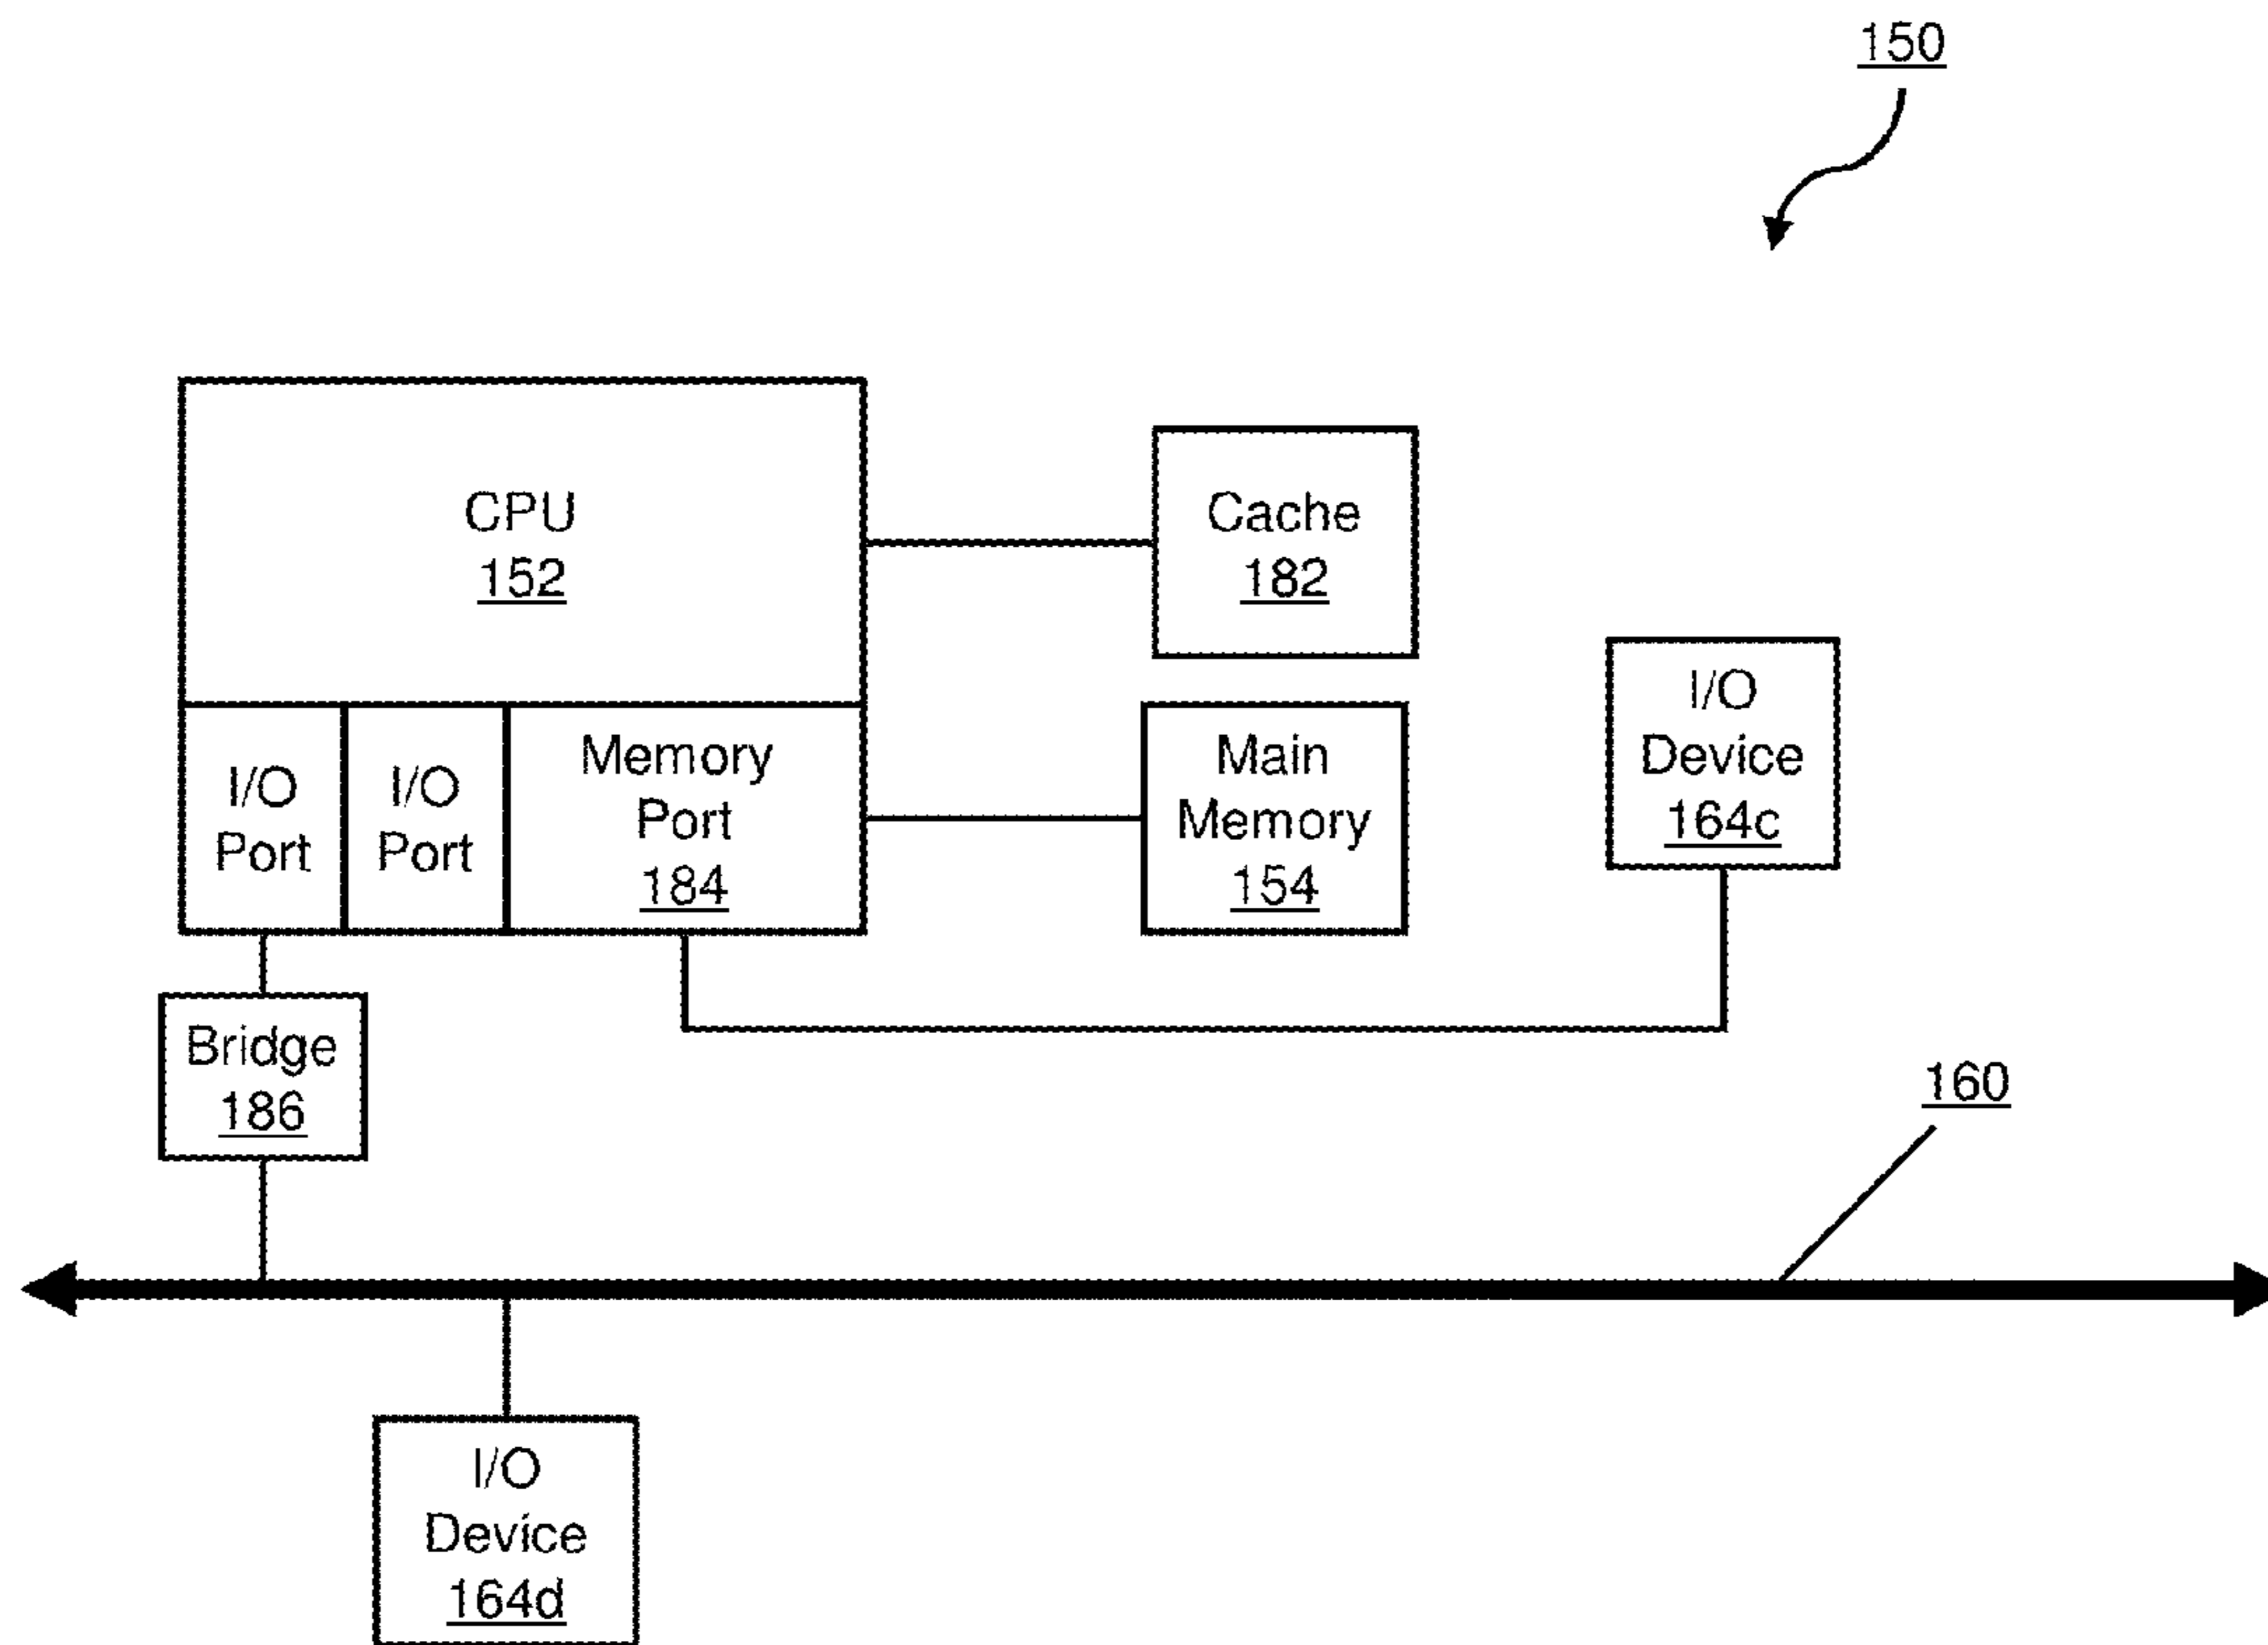 150
CPU
152
Cache
182
I/O
Port
I/O
Port
Memory
Port
184
Main
Memory
154
I/O
Device
164c
Bridge
186
160
I/O
Device
164d